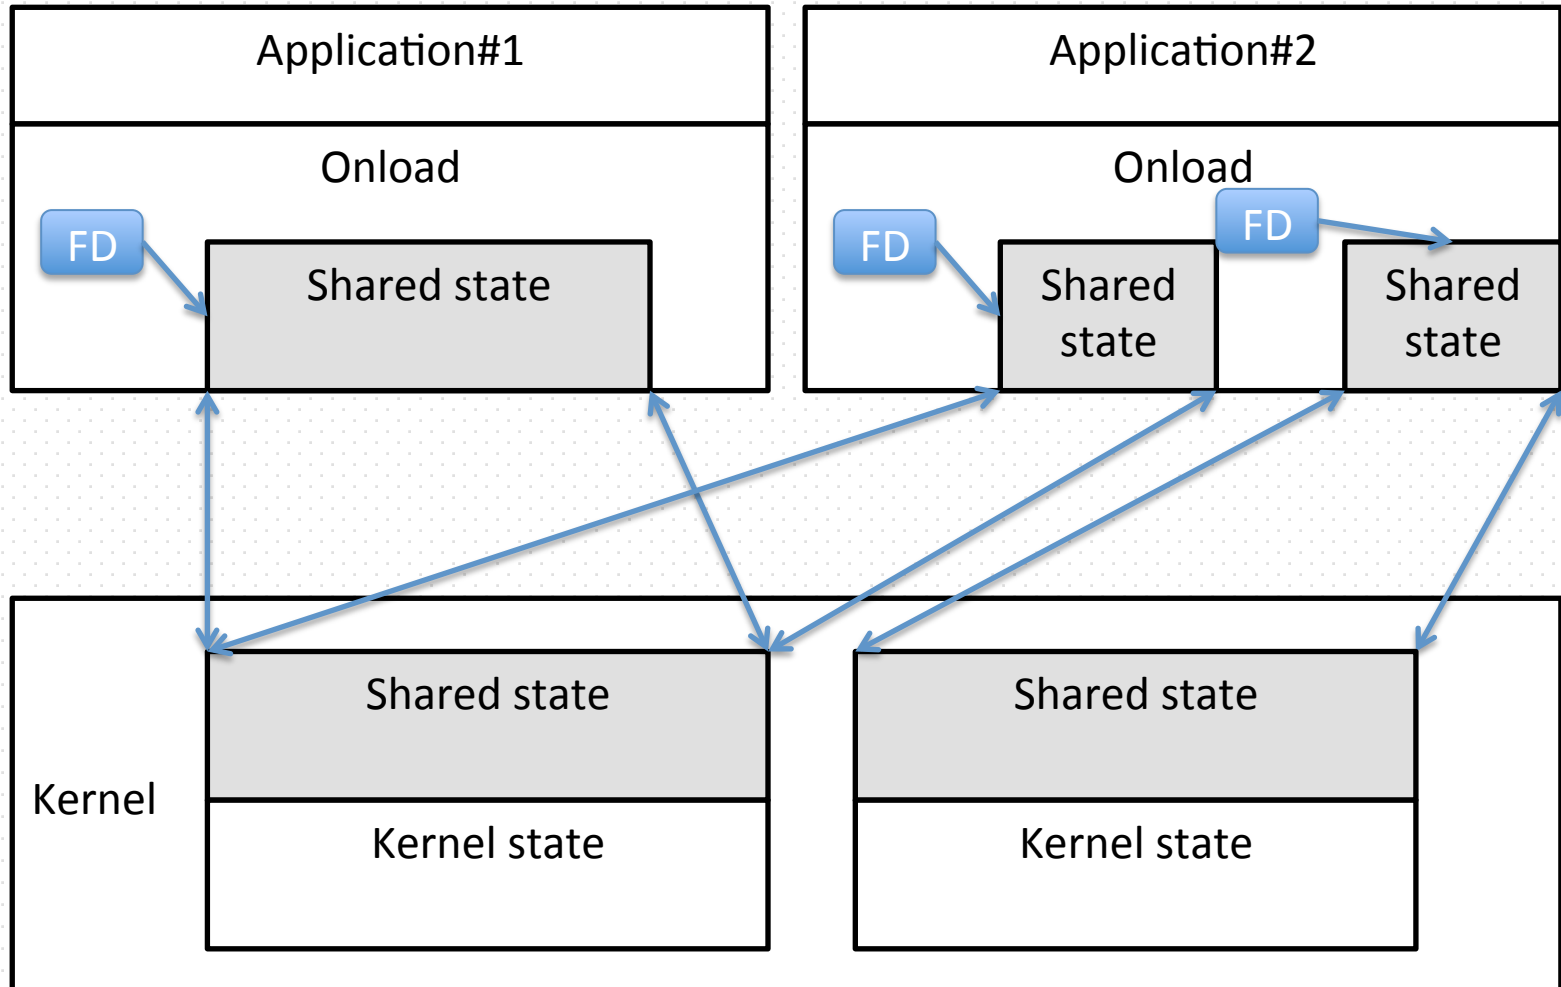 Application#1
Application#2
Onload
Onload
FD
Shared state
FD
Shared
state
FD
Shared
state
Kernel
Shared state
Kernel state
Shared state
Kernel state